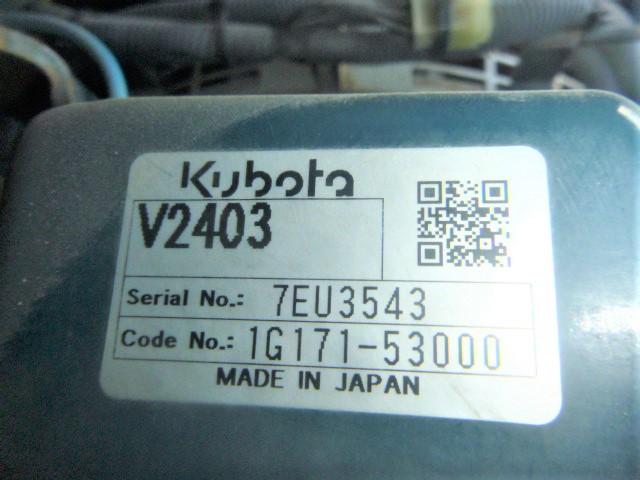 Kubota
V2403
Serial No.: 7EU3543
Code No.: 1G171-53000
MADE IN JAPAN